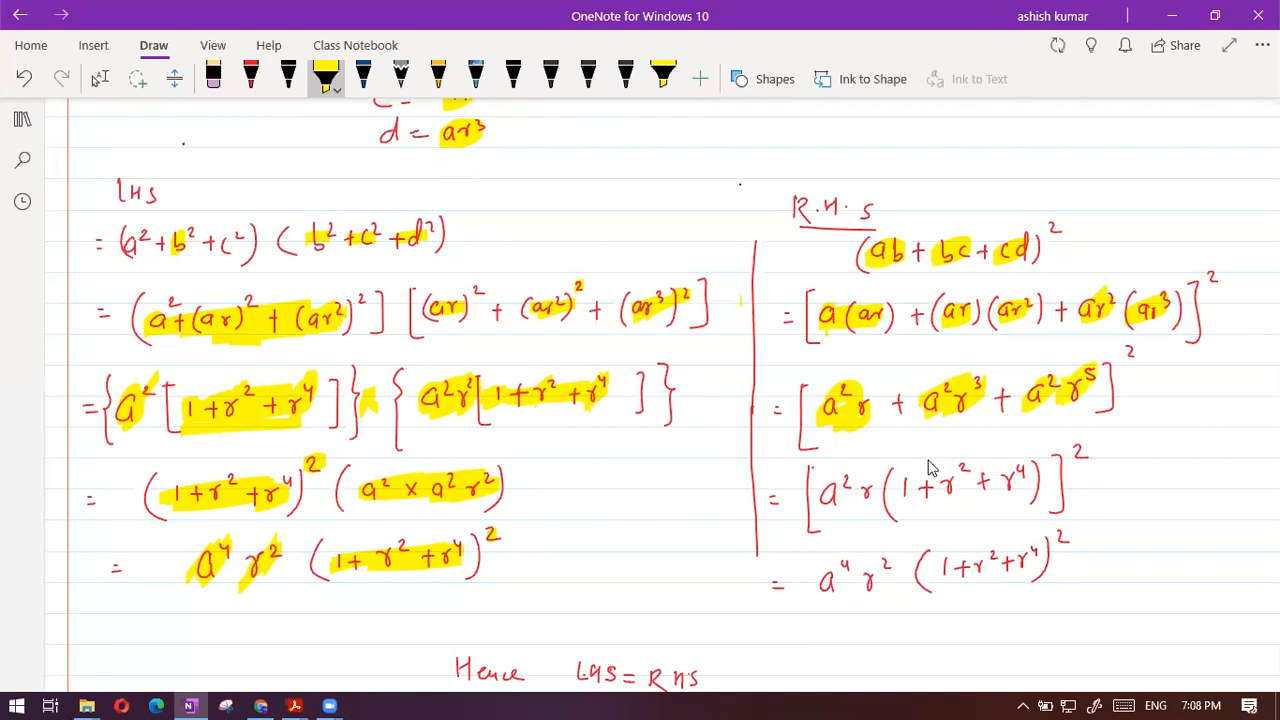 OneNote for Windows 10
ashish kumar
Home Insert Draw View Help Class Notebook
Share
Shapes Ink to Shape Ink to Text
d = ar³
LHS
= (a² + b² + c²) ( b² + c² + d²)
= (a² + (ar)² + (ar²)²] [(ar)² + (ar²)² + (ar³)²]
= {a² [1 + r² + r⁴]} × { a²r² [1 + r² + r⁴ ] }
= (1 + r² + r⁴)² (a² × a² r²)
= a⁴ r² (1 + r² + r⁴)²
R.H.S
(ab + bc + cd)²
= [a(ar) + (ar)(ar²) + ar² (ar³)]²
= [a²r + a²r³ + a²r⁵]²
= [a² r (1 + r² + r⁴)]²
= a⁴ r² (1 + r² + r⁴)²
Hence LHS = RHS
ENG 7:08 PM